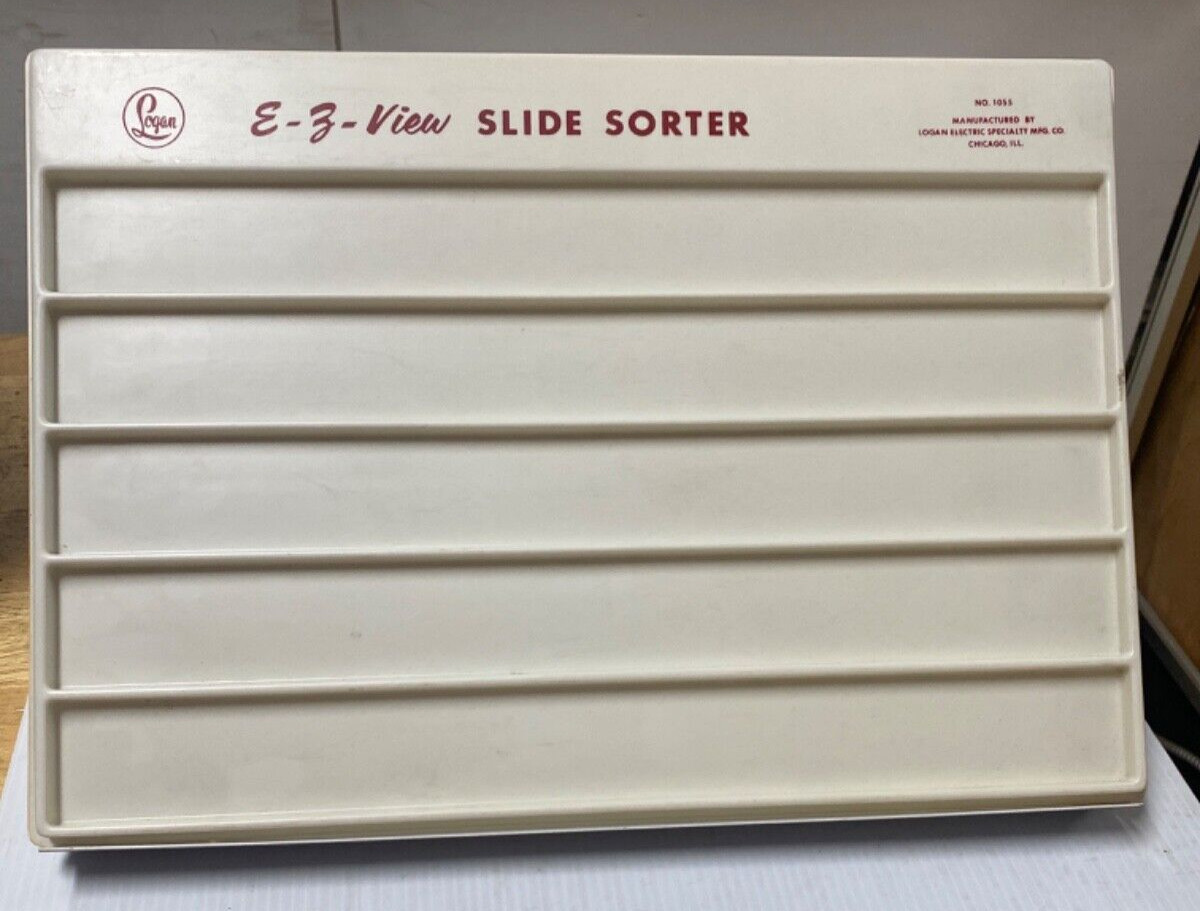 Logan
E-Z-View SLIDE SORTER
NO. 1055
MANUFACTURED BY
LOGAN ELECTRIC SPECIALTY MFG. CO.
CHICAGO, ILL.